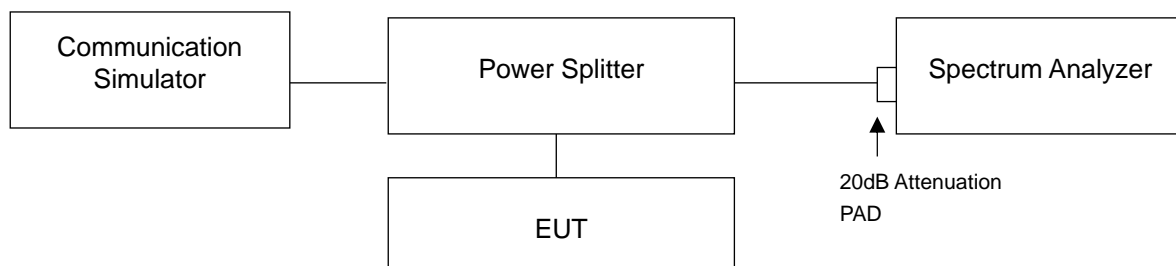 Communication
Simulator
Power Splitter
Spectrum Analyzer
20dB Attenuation
PAD
EUT